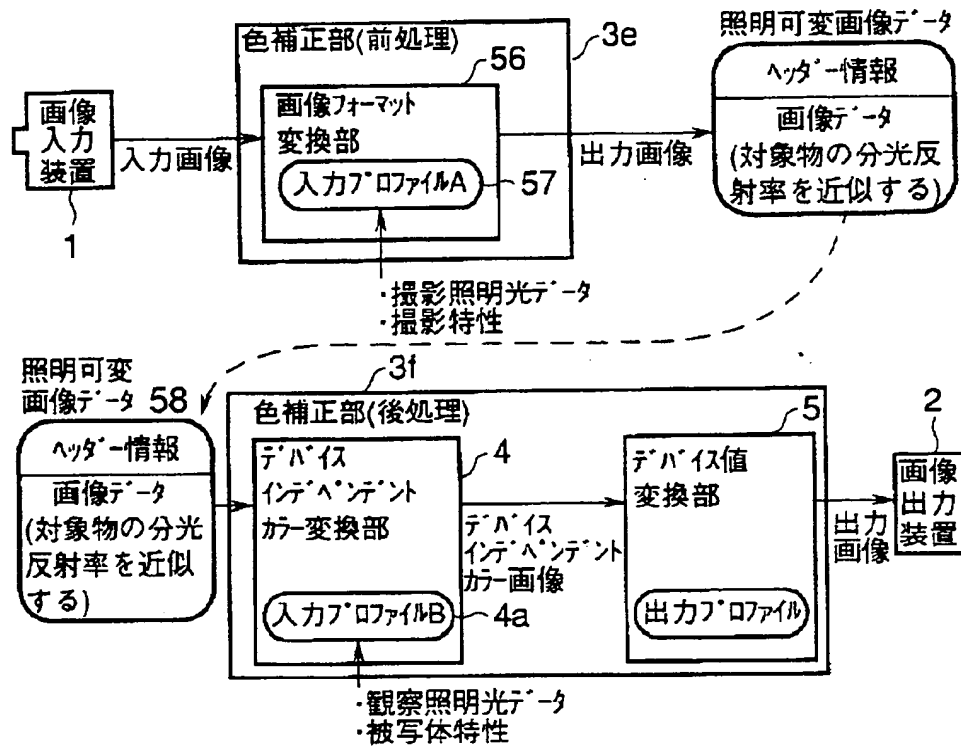 色補正部(前処理)
3e
56
画像フォーマット
変換部
入力プロファイルA
57
画像
入力
装置
1
入力画像
出力画像
・撮影照明光データ
・撮影特性
照明可変画像データ
ヘッダー情報
画像データ
(対象物の分光反
射率を近似する)
照明可変
画像データ 58
ヘッダー情報
画像データ
(対象物の分光
反射率を近似
する)
3f
色補正部(後処理)
デバイス
インデペンデント
カラー変換部
4
入力プロファイルB
4a
・観察照明光データ
・被写体特性
デバイス
インデペンデント
カラー画像
5
デバイス値
変換部
出力プロファイル
出力
画像
2
画像
出力
装置